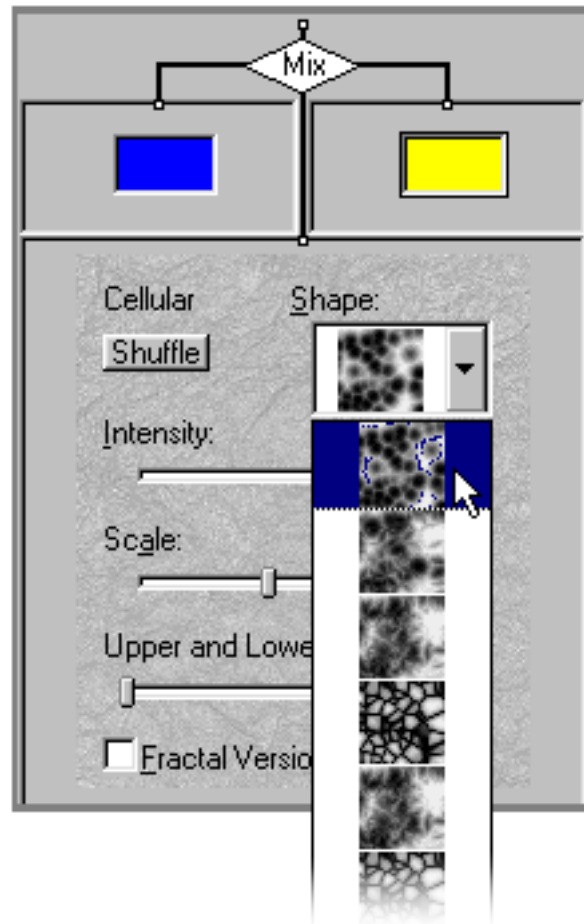 Mix
Cellular
Shape:
Shuffle
Intensity:
Scale:
Upper and Lowe
Fractal Versio